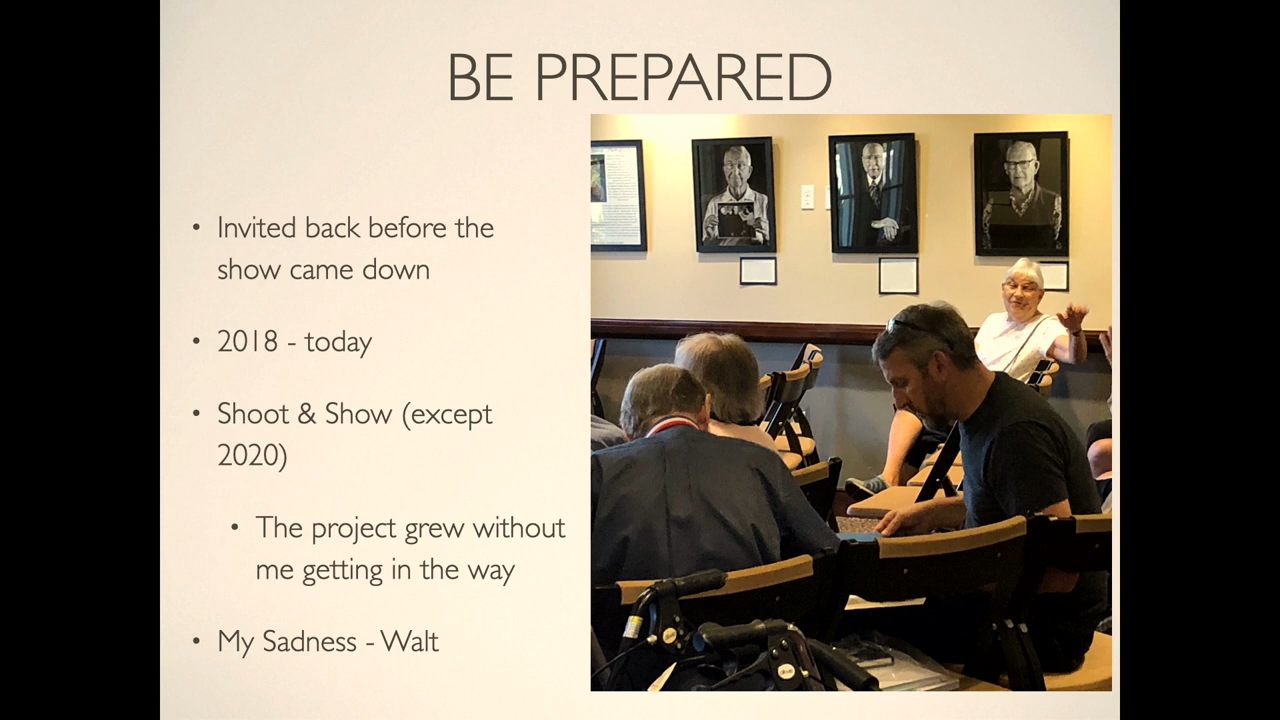 BE PREPARED
• Invited back before the
show came down
• 2018 - today
• Shoot & Show (except
2020)
• The project grew without
me getting in the way
• My Sadness - Walt